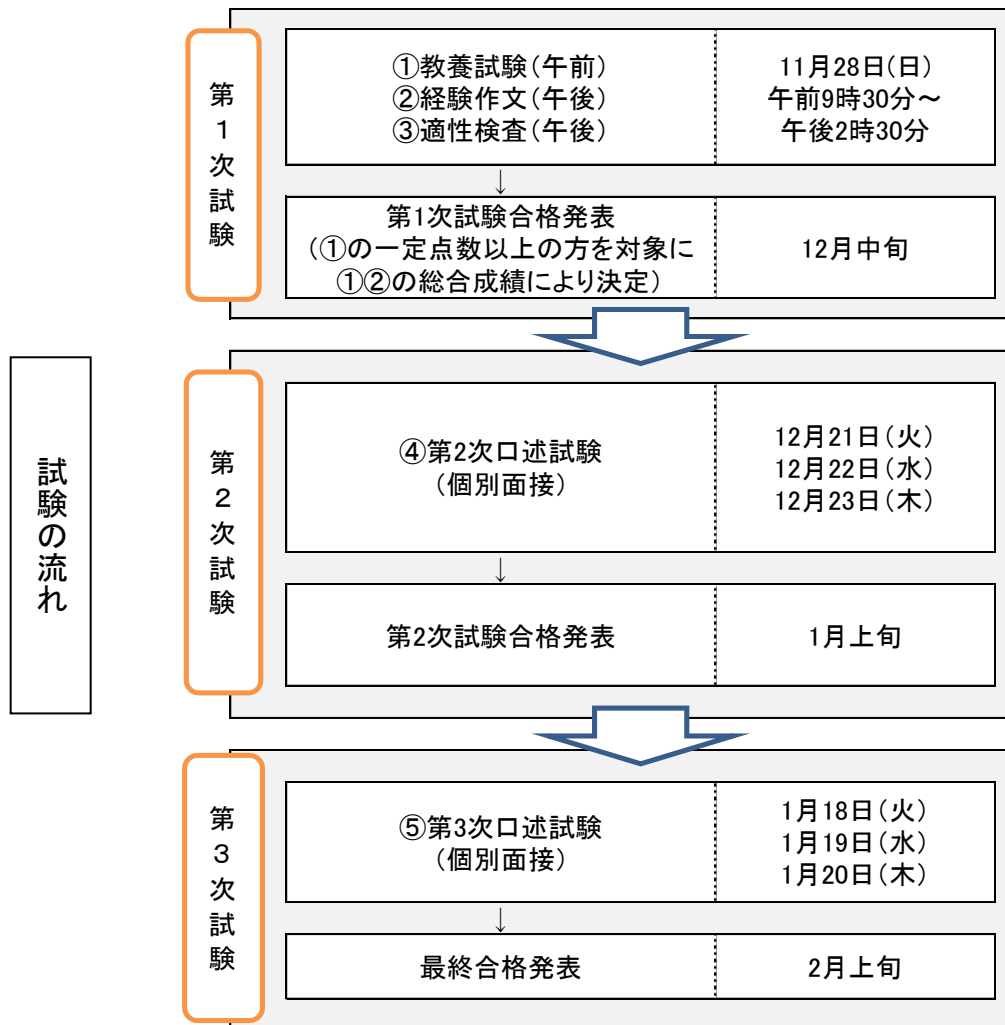 試験の流れ
第1次試験
①教養試験(午前)
②経験作文(午後)
③適性検査(午後)
11月28日(日)
午前9時30分～
午後2時30分
↓
第1次試験合格発表
(①の一定点数以上の方を対象に
①②の総合成績により決定)
12月中旬
第2次試験
④第2次口述試験
(個別面接)
12月21日(火)
12月22日(水)
12月23日(木)
↓
第2次試験合格発表
1月上旬
第3次試験
⑤第3次口述試験
(個別面接)
1月18日(火)
1月19日(水)
1月20日(木)
↓
最終合格発表
2月上旬